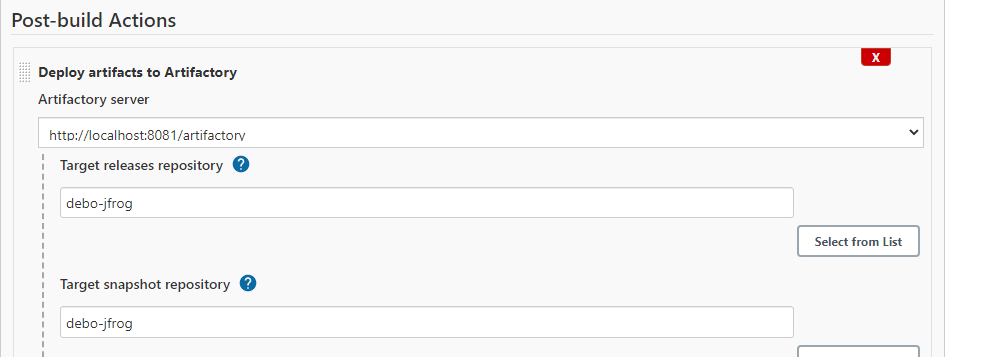 Post-build Actions
X
Deploy artifacts to Artifactory
Artifactory server
http://localhost:8081/artifactory
Target releases repository ?
debo-jfrog
Select from List
Target snapshot repository ?
debo-jfrog